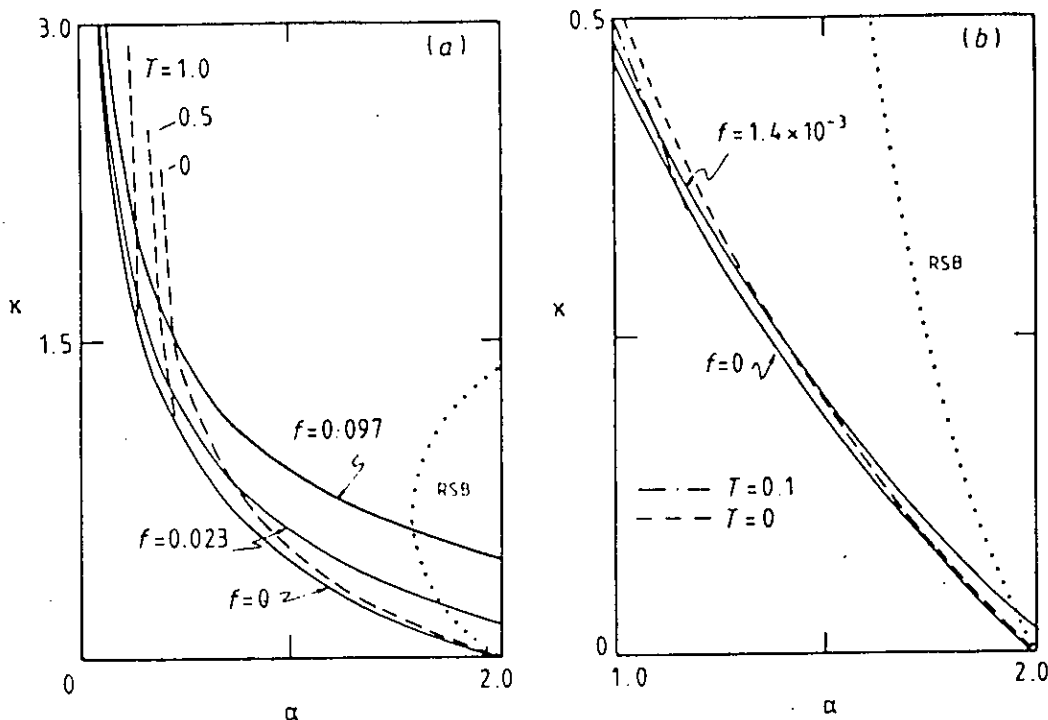 3.0
(a)
T=1.0
0.5
0
κ
1.5
f=0.097
RSB
f=0.023
f=0
0
2.0
α
0.5
(b)
f=1.4×10⁻³
RSB
κ
f=0
T=0.1
T=0
0
1.0
2.0
α